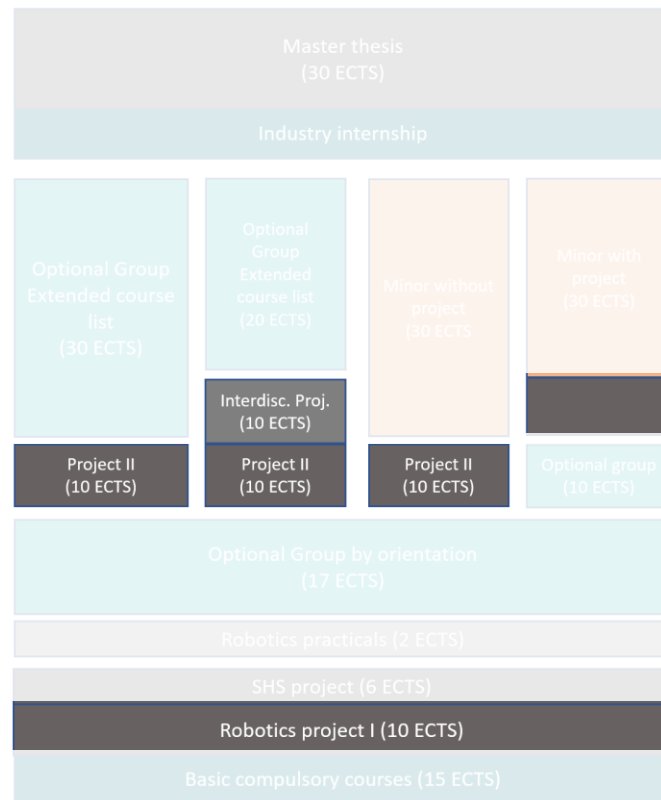 Master thesis
(30 ECTS)
Industry internship
Optional Group
Extended course
list
(30 ECTS)
Optional
Group
Extended
course list
(20 ECTS)
Interdisc. Proj.
(10 ECTS)
Minor without
project
(30 ECTS
Minor with
project
(30 ECTS)
Project II
(10 ECTS)
Project II
(10 ECTS)
Project II
(10 ECTS)
Optional group
(10 ECTS)
Optional Group by orientation
(17 ECTS)
Robotics practicals (2 ECTS)
SHS project (6 ECTS)
Robotics project I (10 ECTS)
Basic compulsory courses (15 ECTS)